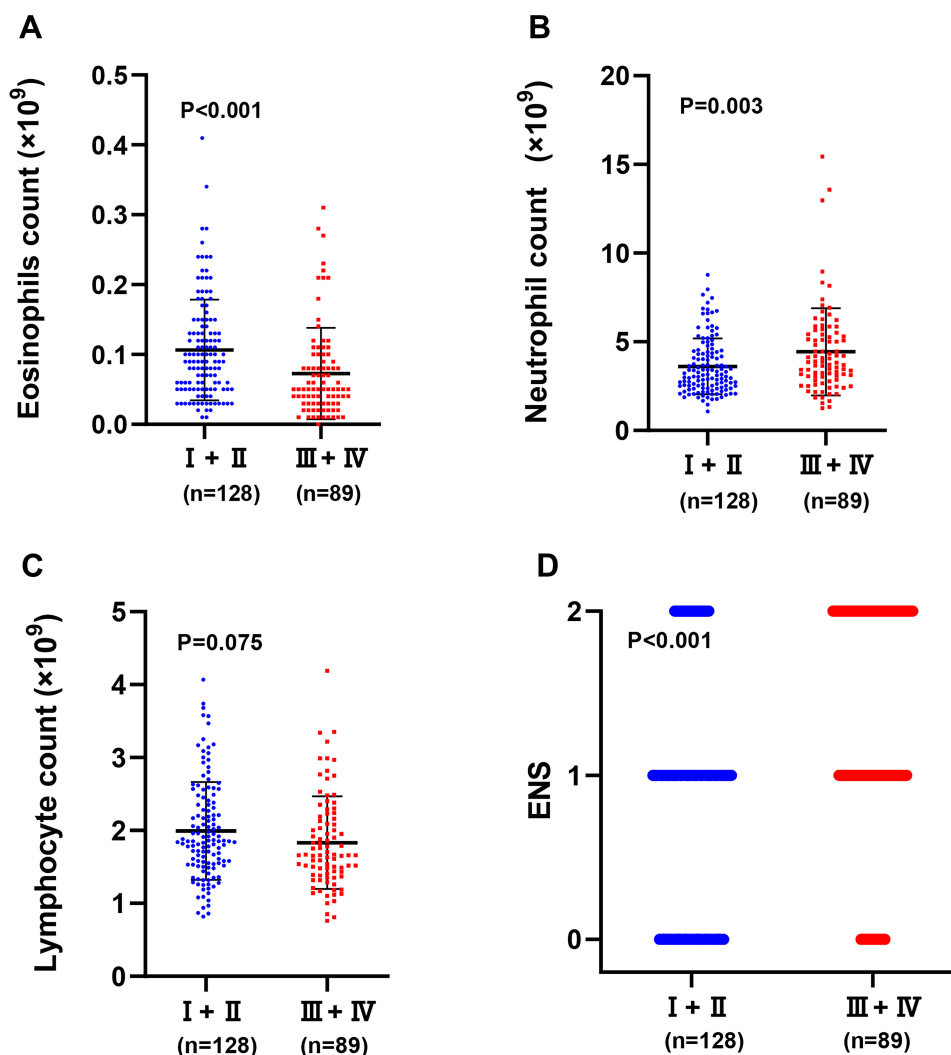 A
Eosinophils count (×10⁹)
0.5
0.4
0.3
0.2
0.1
0.0
P<0.001
Ⅰ + Ⅱ
Ⅲ + Ⅳ
(n=128)
(n=89)
B
Neutrophil count (×10⁹)
20
15
10
5
0
P=0.003
Ⅰ + Ⅱ
Ⅲ + Ⅳ
(n=128)
(n=89)
C
Lymphocyte count (×10⁹)
5
4
3
2
1
0
P=0.075
Ⅰ + Ⅱ
Ⅲ + Ⅳ
(n=128)
(n=89)
D
ENS
2
1
0
P<0.001
Ⅰ + Ⅱ
Ⅲ + Ⅳ
(n=128)
(n=89)